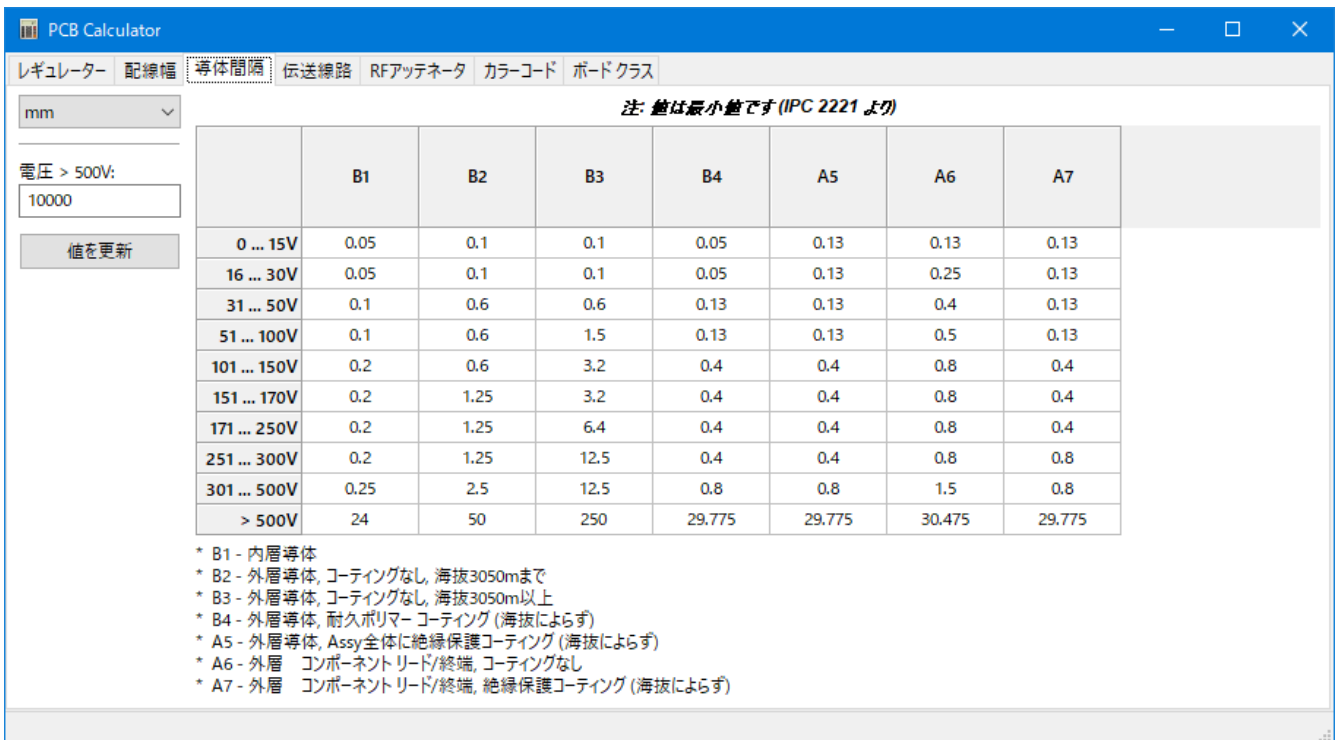 PCB Calculator
レギュレーター 配線幅 導体間隔 伝送線路 RFアッテネータ カラーコード ボードクラス
mm
注: 値は最小値です (IPC 2221 より)
電圧 > 500V:
10000
値を更新
B1 B2 B3 B4 A5 A6 A7
0 ... 15V 0.05 0.1 0.1 0.05 0.13 0.13 0.13
16 ... 30V 0.05 0.1 0.1 0.05 0.13 0.25 0.13
31 ... 50V 0.1 0.6 0.6 0.13 0.13 0.4 0.13
51 ... 100V 0.1 0.6 1.5 0.13 0.13 0.5 0.13
101 ... 150V 0.2 0.6 3.2 0.4 0.4 0.8 0.4
151 ... 170V 0.2 1.25 3.2 0.4 0.4 0.8 0.4
171 ... 250V 0.2 1.25 6.4 0.4 0.4 0.8 0.4
251 ... 300V 0.2 1.25 12.5 0.4 0.4 0.8 0.8
301 ... 500V 0.25 2.5 12.5 0.8 0.8 1.5 0.8
> 500V 24 50 250 29.775 29.775 30.475 29.775
* B1 - 内層導体
* B2 - 外層導体, コーティングなし, 海抜3050mまで
* B3 - 外層導体, コーティングなし, 海抜3050m以上
* B4 - 外層導体, 耐久ポリマー コーティング (海抜によらず)
* A5 - 外層導体, Assy全体に絶縁保護コーティング (海抜によらず)
* A6 - 外層　コンポーネント リード/終端, コーティングなし
* A7 - 外層　コンポーネント リード/終端, 絶縁保護コーティング (海抜によらず)